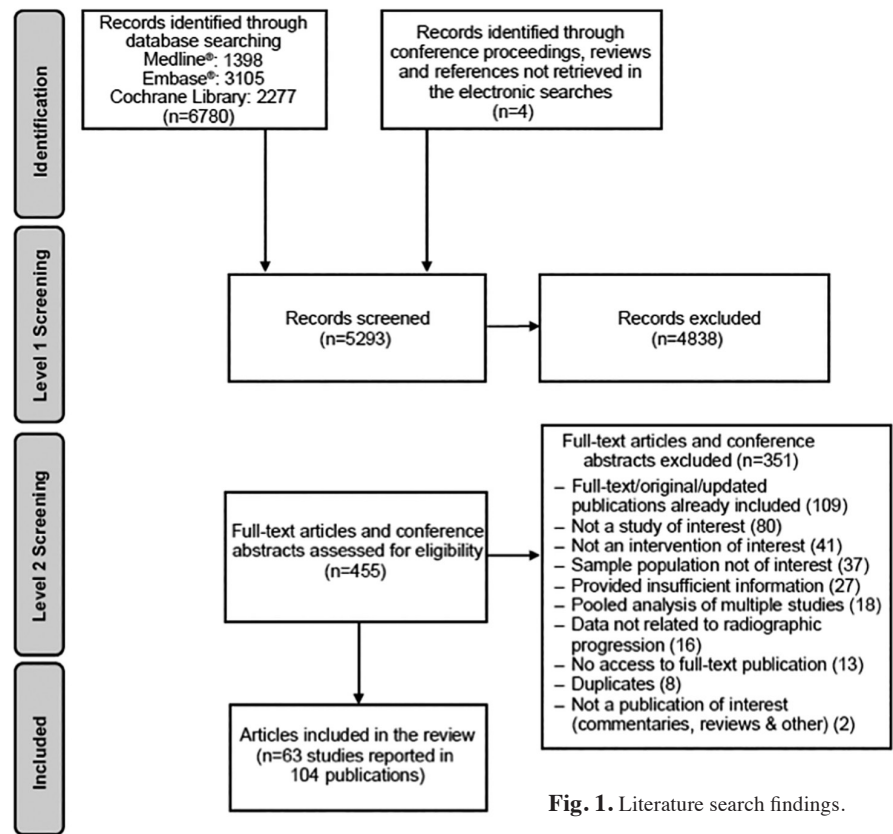 Identification
Records identified through
database searching
Medline®: 1398
Embase®: 3105
Cochrane Library: 2277
(n=6780)
Records identified through
conference proceedings, reviews
and references not retrieved in
the electronic searches
(n=4)
Level 1 Screening
Records screened
(n=5293)
Records excluded
(n=4838)
Level 2 Screening
Full-text articles and conference
abstracts assessed for eligibility
(n=455)
Full-text articles and conference
abstracts excluded (n=351)
– Full-text/original/updated
publications already included (109)
– Not a study of interest (80)
– Not an intervention of interest (41)
– Sample population not of interest (37)
– Provided insufficient information (27)
– Pooled analysis of multiple studies (18)
– Data not related to radiographic
progression (16)
– No access to full-text publication (13)
– Duplicates (8)
– Not a publication of interest
(commentaries, reviews & other) (2)
Included
Articles included in the review
(n=63 studies reported in
104 publications)
Fig. 1. Literature search findings.